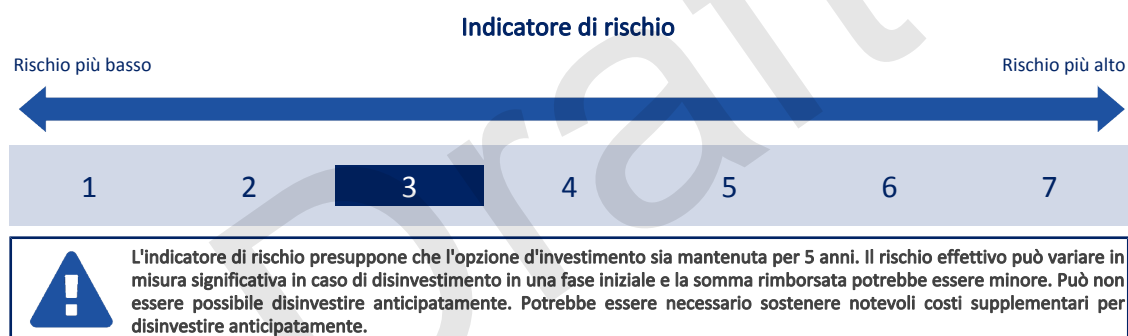 Indicatore di rischio
Rischio più basso
Rischio più alto
1 2 3 4 5 6 7
L'indicatore di rischio presuppone che l'opzione d'investimento sia mantenuta per 5 anni. Il rischio effettivo può variare in
misura significativa in caso di disinvestimento in una fase iniziale e la somma rimborsata potrebbe essere minore. Può non
essere possibile disinvestire anticipatamente. Potrebbe essere necessario sostenere notevoli costi supplementari per
disinvestire anticipatamente.
Draft